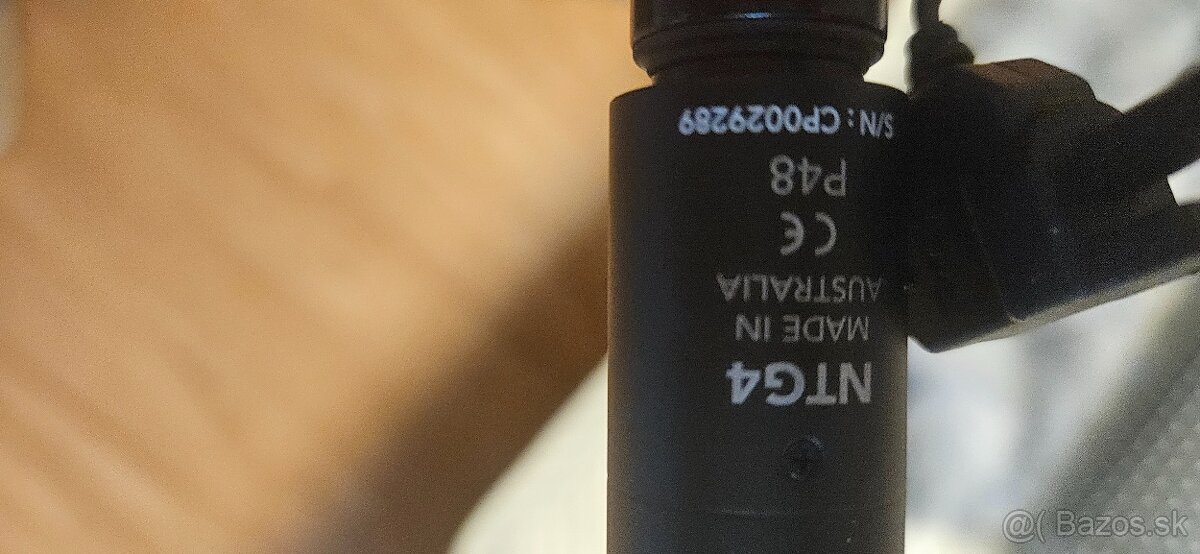 NTG4
MADE IN
AUSTRALIA
CE
P48
S/N: CP0029289
@( Bazos.sk